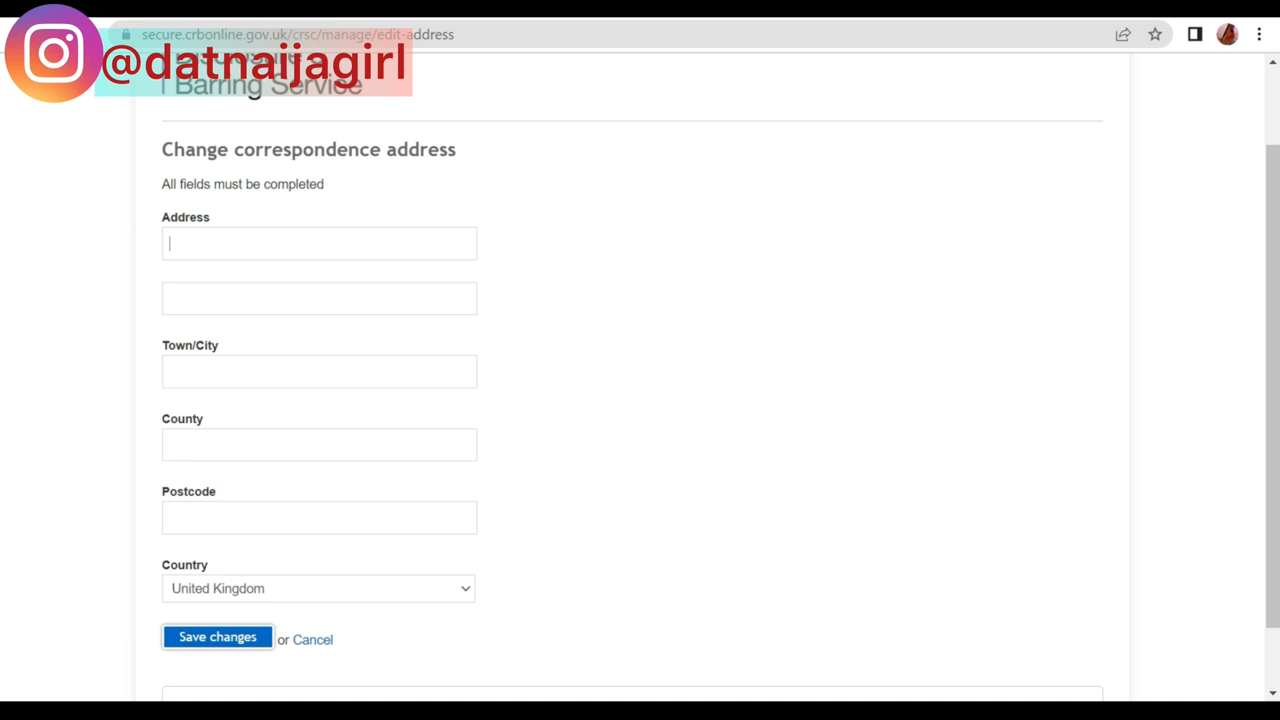 secure.crbonline.gov.uk/crsc/manage/edit-address
@datnaijagirl
Barring Service
Change correspondence address
All fields must be completed
Address
Town/City
County
Postcode
Country
United Kingdom
Save changes or Cancel